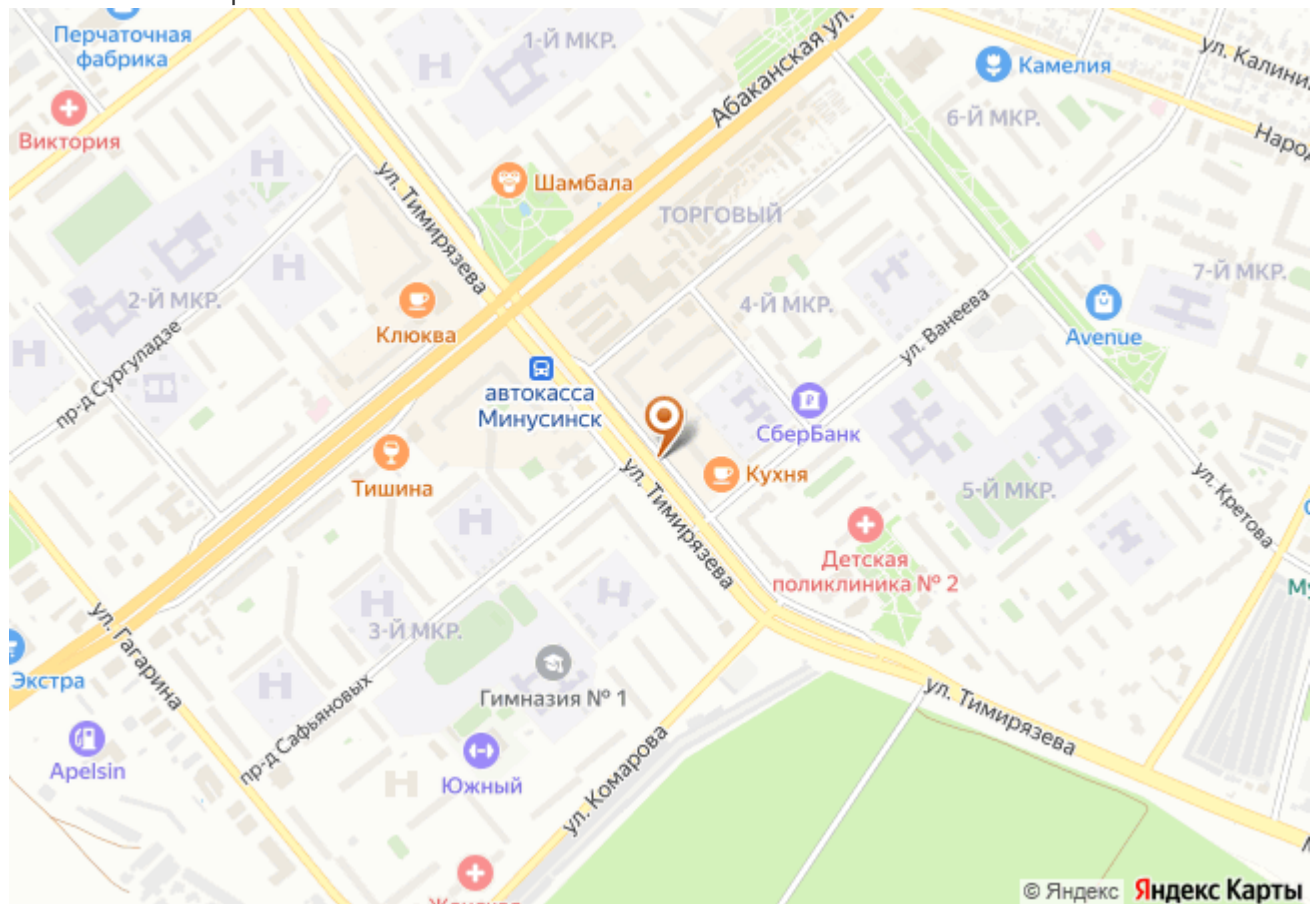 Перчаточная
фабрика
1-Й МКР.
Абаканская ул.
Камелия
Виктория
6-Й МКР.
ул. Тимирязева
Шамбала
ТОРГОВЫЙ
7-Й МКР.
2-Й МКР.
4-Й МКР.
Клюква
ул. Ванеева
Avenue
пр-д Сургуладзе
автокасса
Минусинск
СберБанк
Тишина
Кухня
ул. Тимирязева
5-Й МКР.
ул. Кретова
Детская
поликлиника № 2
ул. Гагарина
3-Й МКР.
Экстра
Гимназия № 1
ул. Тимирязева
пр-д Сафьяновых
Apelsin
Южный
ул. Комарова
© Яндекс Яндекс Карты